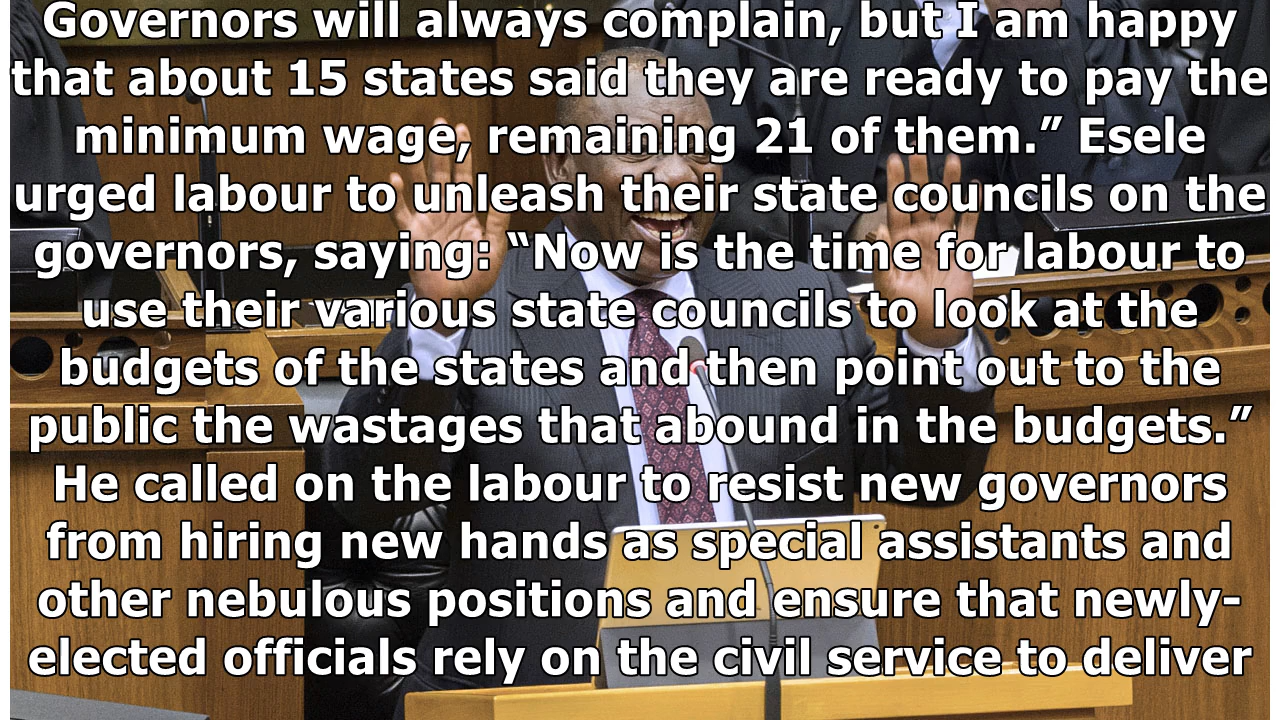 Governors will always complain, but I am happy
that about 15 states said they are ready to pay the
minimum wage, remaining 21 of them.” Esele
urged labour to unleash their state councils on the
governors, saying: “Now is the time for labour to
use their various state councils to look at the
budgets of the states and then point out to the
public the wastages that abound in the budgets.”
He called on the labour to resist new governors
from hiring new hands as special assistants and
other nebulous positions and ensure that newly-
elected officials rely on the civil service to deliver